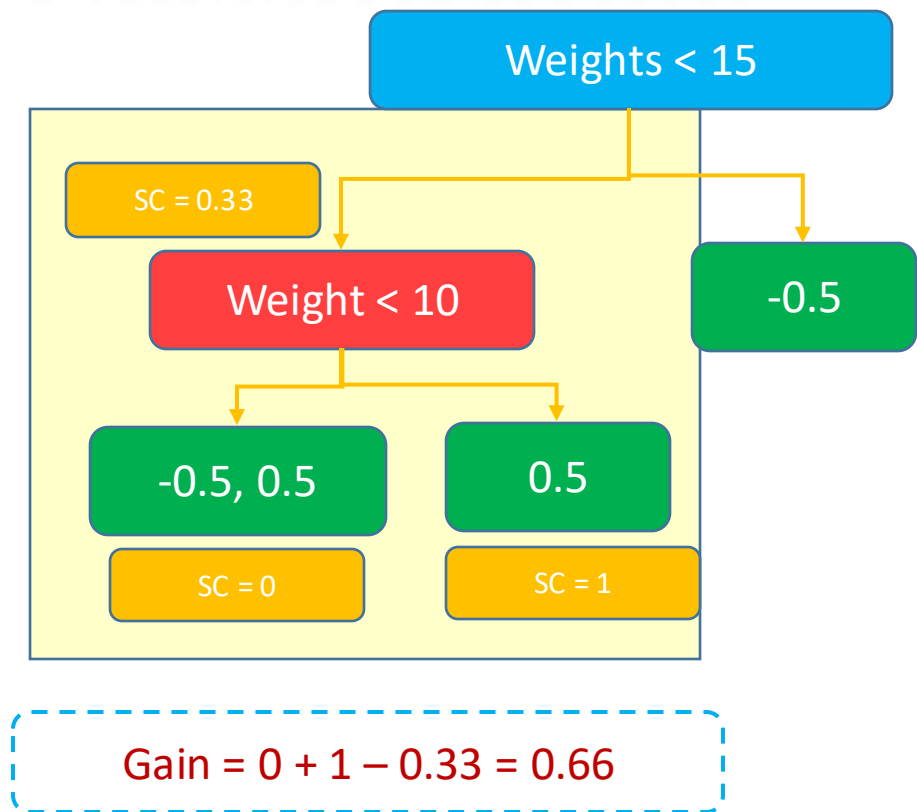 Weights < 15
SC = 0.33
Weight < 10
-0.5
-0.5, 0.5
0.5
SC = 0
SC = 1
Gain = 0 + 1 – 0.33 = 0.66